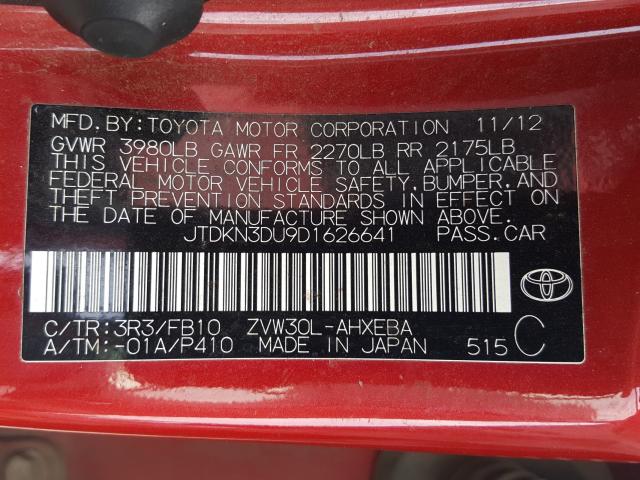 MFD.BY:TOYOTA MOTOR CORPORATION 11/12
GVWR 3980LB GAWR FR 2270LB RR 2175LB
THIS VEHICLE CONFORMS TO ALL APPLICABLE
FEDERAL MOTOR VEHICLE SAFETY,BUMPER,AND
THEFT PREVENTION STANDARDS IN EFFECT ON
THE DATE OF MANUFACTURE SHOWN ABOVE.
JTDKN3DU9D1626641 PASS.CAR
C/TR:3R3/FB10 ZVW30L-AHXEBA
A/TM:-01A/P410 MADE IN JAPAN 515 C